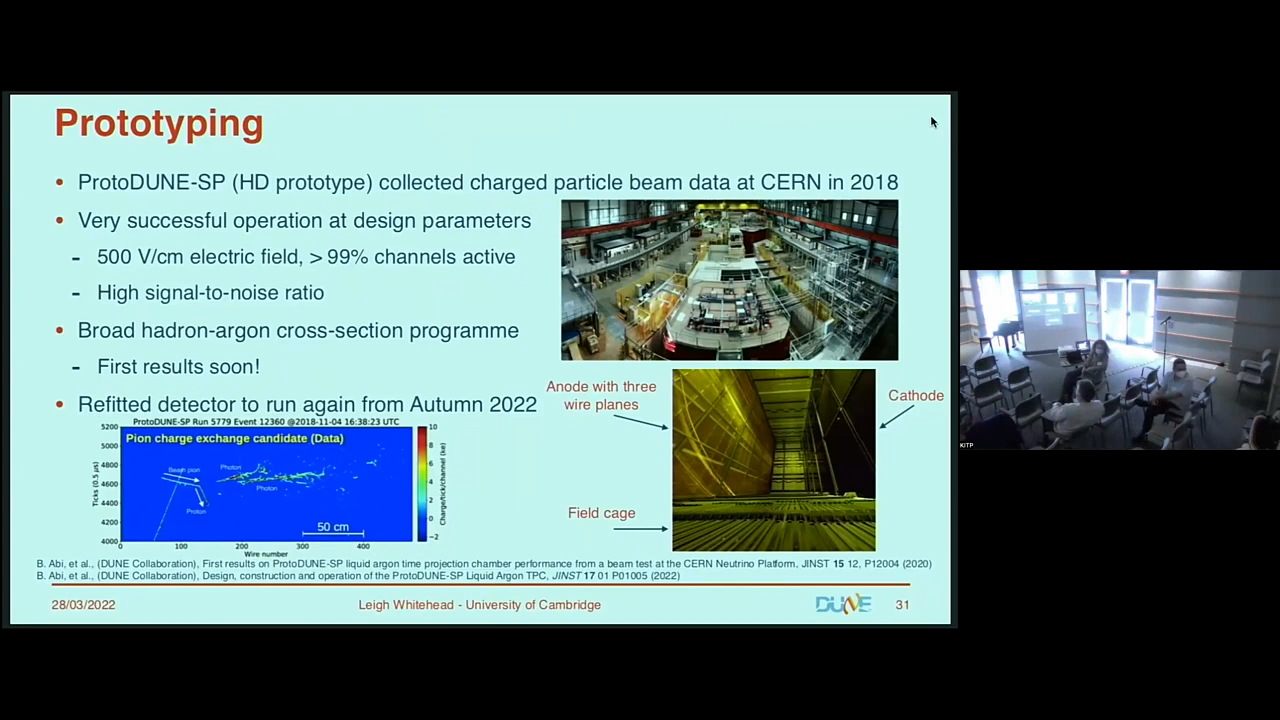 Prototyping
• ProtoDUNE-SP (HD prototype) collected charged particle beam data at CERN in 2018
• Very successful operation at design parameters
- 500 V/cm electric field, > 99% channels active
- High signal-to-noise ratio
• Broad hadron-argon cross-section programme
- First results soon!
• Refitted detector to run again from Autumn 2022
Anode with three
wire planes
Cathode
Field cage
ProtoDUNE-SP Run 5779 Event 12360 @2018-11-04 16:38:23 UTC
Pion charge exchange candidate (Data)
Beam pion
Photon
Photon
Proton
50 cm
Ticks (0.5 µs)
5200
5000
4800
4600
4400
4200
4000
0 100 200 300 400
Wire number
10
8
6
4
2
0
−2
Charge/tick/channel (ke)
B. Abi, et al., (DUNE Collaboration), First results on ProtoDUNE-SP liquid argon time projection chamber performance from a beam test at the CERN Neutrino Platform, JINST 15 12, P12004 (2020)
B. Abi, et al., (DUNE Collaboration), Design, construction and operation of the ProtoDUNE-SP Liquid Argon TPC, JINST 17 01 P01005 (2022)
28/03/2022 Leigh Whitehead - University of Cambridge DUNE 31
KITP